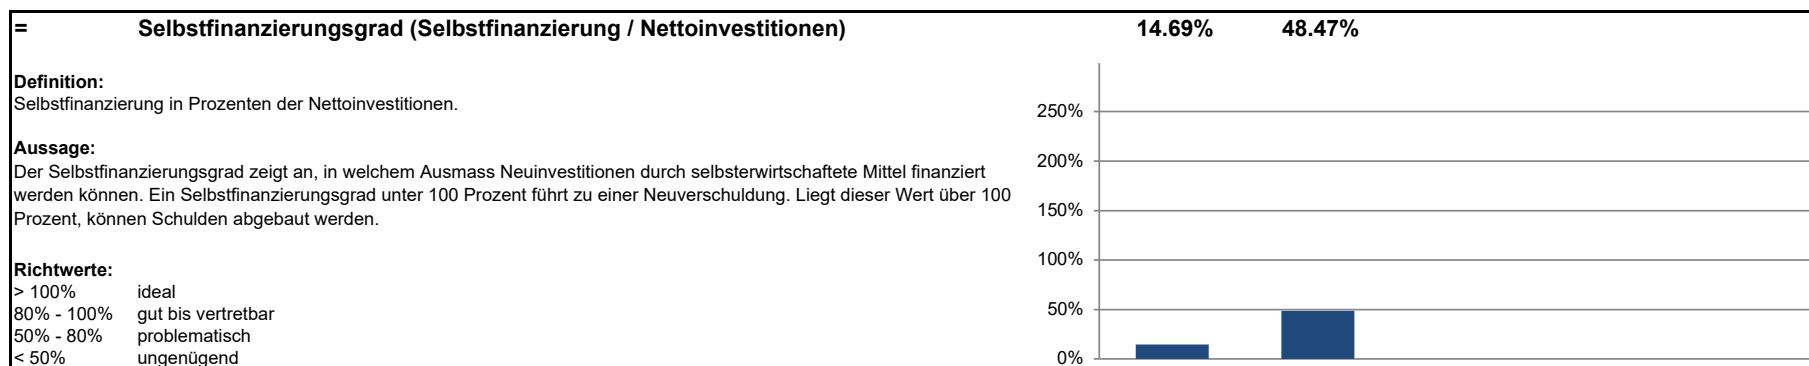 = Selbstfinanzierungsgrad (Selbstfinanzierung / Nettoinvestitionen) 14.69% 48.47%
Definition:
Selbstfinanzierung in Prozenten der Nettoinvestitionen.
Aussage:
Der Selbstfinanzierungsgrad zeigt an, in welchem Ausmass Neuinvestitionen durch selbsterwirtschaftete Mittel finanziert
werden können. Ein Selbstfinanzierungsgrad unter 100 Prozent führt zu einer Neuverschuldung. Liegt dieser Wert über 100
Prozent, können Schulden abgebaut werden.
Richtwerte:
> 100% ideal
80% - 100% gut bis vertretbar
50% - 80% problematisch
< 50% ungenügend
250%
200%
150%
100%
50%
0%